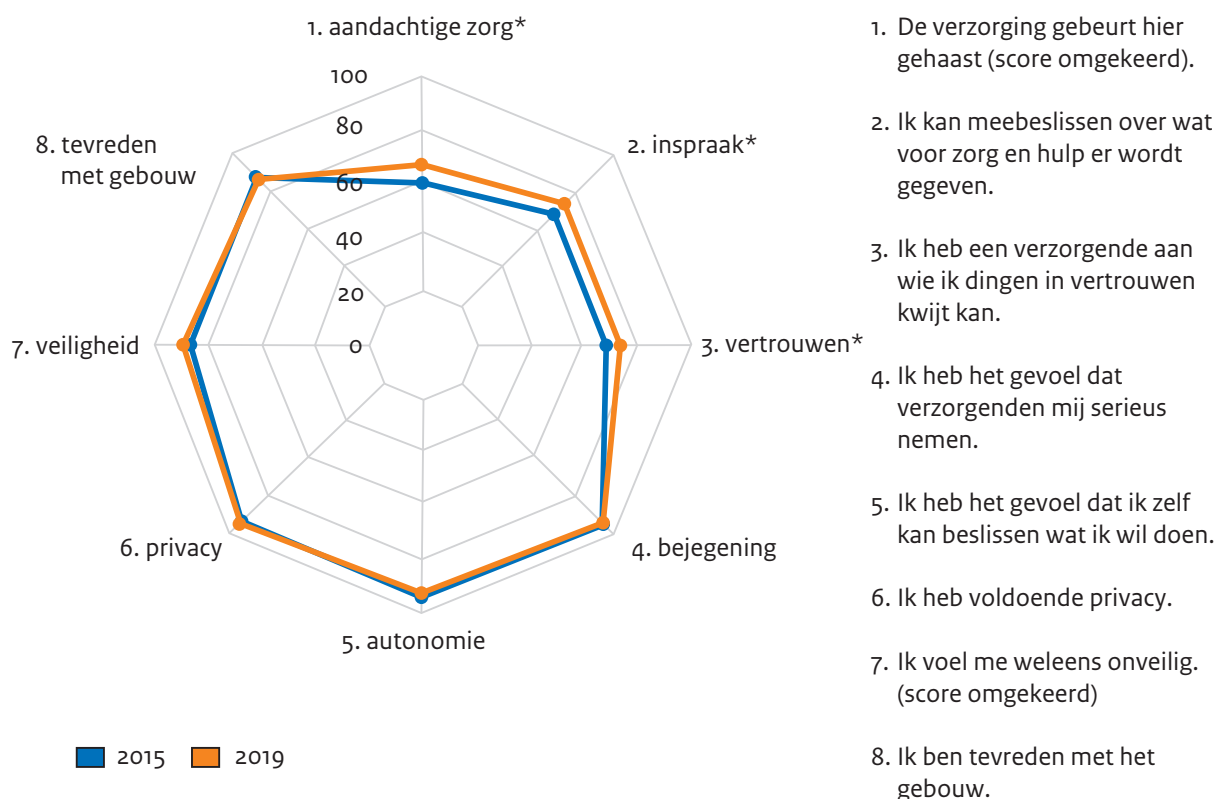 1. aandachtige zorg*
100
80
60
40
20
0
2. inspraak*
3. vertrouwen*
4. bejegening
5. autonomie
6. privacy
7. veiligheid
8. tevreden
met gebouw
2015
2019
1. De verzorging gebeurt hier
gehaast (score omgekeerd).
2. Ik kan meebeslissen over wat
voor zorg en hulp er wordt
gegeven.
3. Ik heb een verzorgende aan
wie ik dingen in vertrouwen
kwijt kan.
4. Ik heb het gevoel dat
verzorgenden mij serieus
nemen.
5. Ik heb het gevoel dat ik zelf
kan beslissen wat ik wil doen.
6. Ik heb voldoende privacy.
7. Ik voel me weleens onveilig.
(score omgekeerd)
8. Ik ben tevreden met het
gebouw.